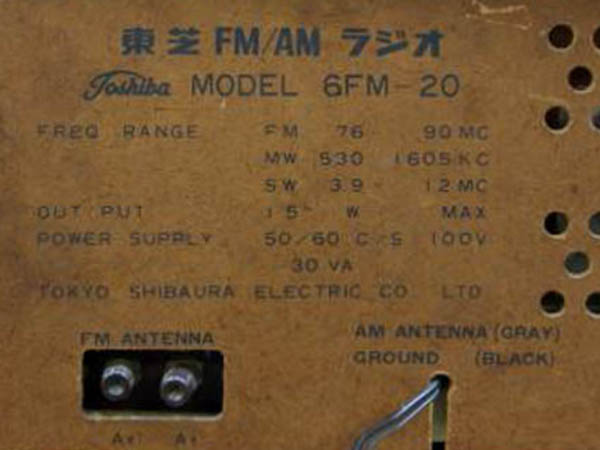 東芝 FM/AM ラジオ
Toshiba MODEL 6FM-20
FREQ RANGE FM 76 90 MC
MW 530 1605 KC
SW 3.9 - 12 MC
OUTPUT 1.5 W MAX
POWER SUPPLY 50/60 C/S 100V
30 VA
TOKYO SHIBAURA ELECTRIC CO LTD
FM ANTENNA
AM ANTENNA (GRAY)
GROUND (BLACK)